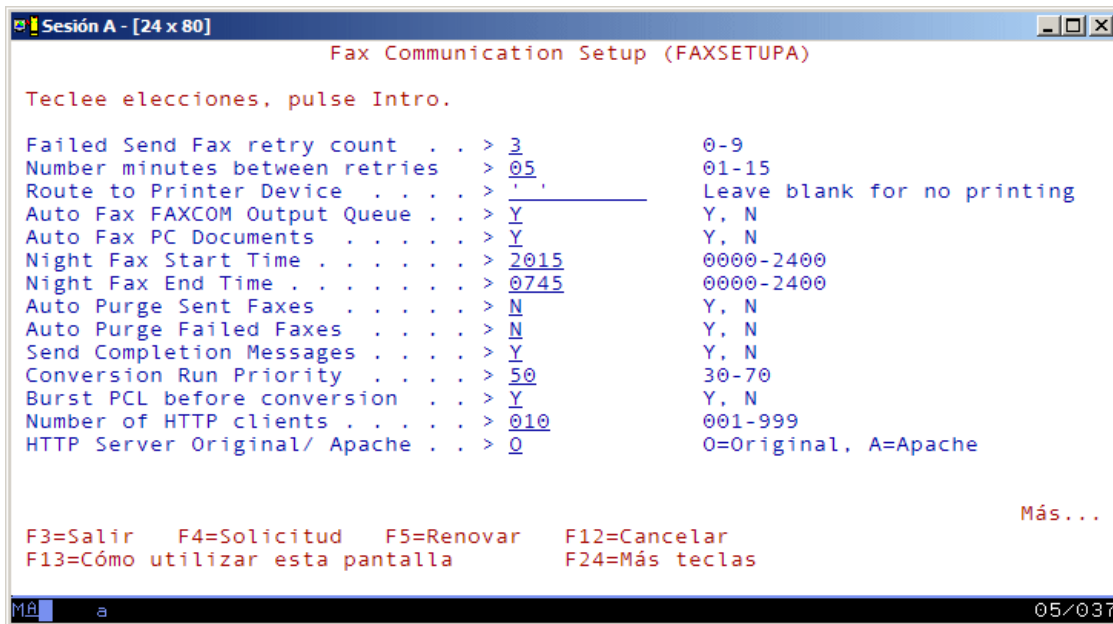 Sesión A - [24 x 80]
Fax Communication Setup (FAXSETUPA)
Teclee elecciones, pulse Intro.
Failed Send Fax retry count . . > 3 0-9
Number minutes between retries > 05 01-15
Route to Printer Device . . . . > ' ' Leave blank for no printing
Auto Fax FAXCOM Output Queue . . > Y Y, N
Auto Fax PC Documents . . . . . > Y Y, N
Night Fax Start Time . . . . . . > 2015 0000-2400
Night Fax End Time . . . . . . . > 0745 0000-2400
Auto Purge Sent Faxes . . . . . > N Y, N
Auto Purge Failed Faxes . . . . > N Y, N
Send Completion Messages . . . . > Y Y, N
Conversion Run Priority . . . . > 50 30-70
Burst PCL before conversion . . > Y Y, N
Number of HTTP clients . . . . . > 010 001-999
HTTP Server Original/ Apache . . > O O=Original, A=Apache
Más...
F3=Salir F4=Solicitud F5=Renovar F12=Cancelar
F13=Cómo utilizar esta pantalla F24=Más teclas
MA a 05/037